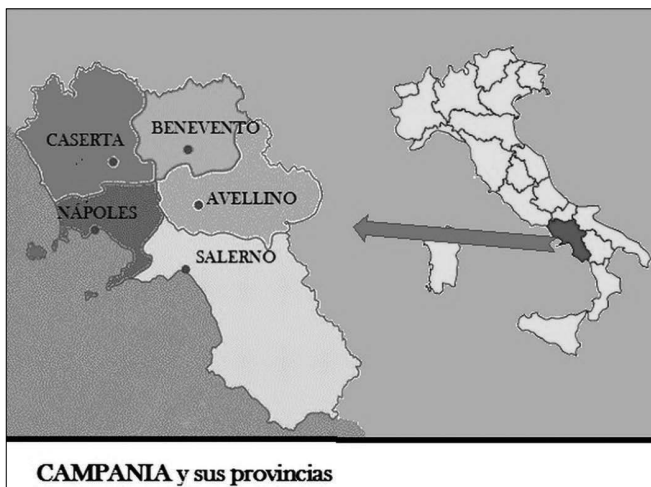 BENEVENTO
CASERTA
AVELLINO
NÁPOLES
SALERNO
CAMPANIA y sus provincias